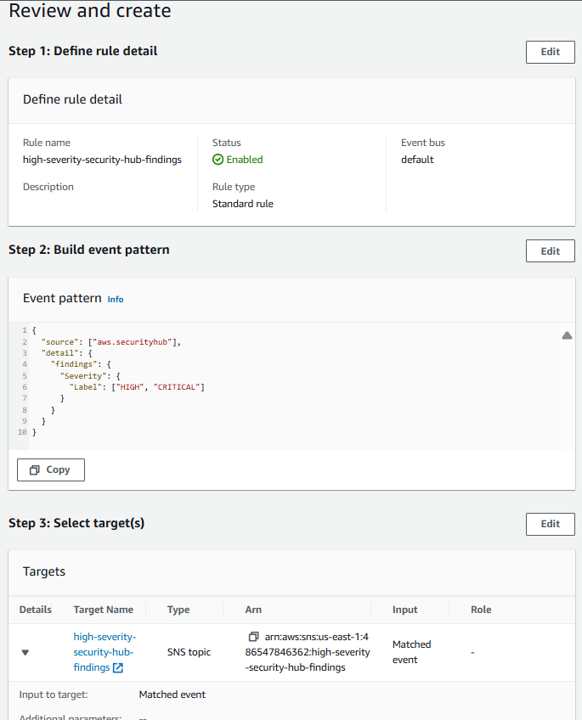 Review and create
Step 1: Define rule detail
Edit
Define rule detail
Rule name
high-severity-security-hub-findings
Status
Enabled
Event bus
default
Description
Rule type
Standard rule
Step 2: Build event pattern
Edit
Event pattern Info
1 {
2   "source": ["aws.securityhub"],
3   "detail": {
4     "findings": {
5       "Severity": {
6         "Label": ["HIGH", "CRITICAL"]
7       }
8     }
9   }
10 }
Copy
Step 3: Select target(s)
Edit
Targets
Details Target Name Type Arn Input Role
high-severity-
security-hub-
findings
SNS topic
arn:aws:sns:us-east-1:4
86547846362:high-severity
-security-hub-findings
Matched
event
-
Input to target: Matched event
Additional parameters: --